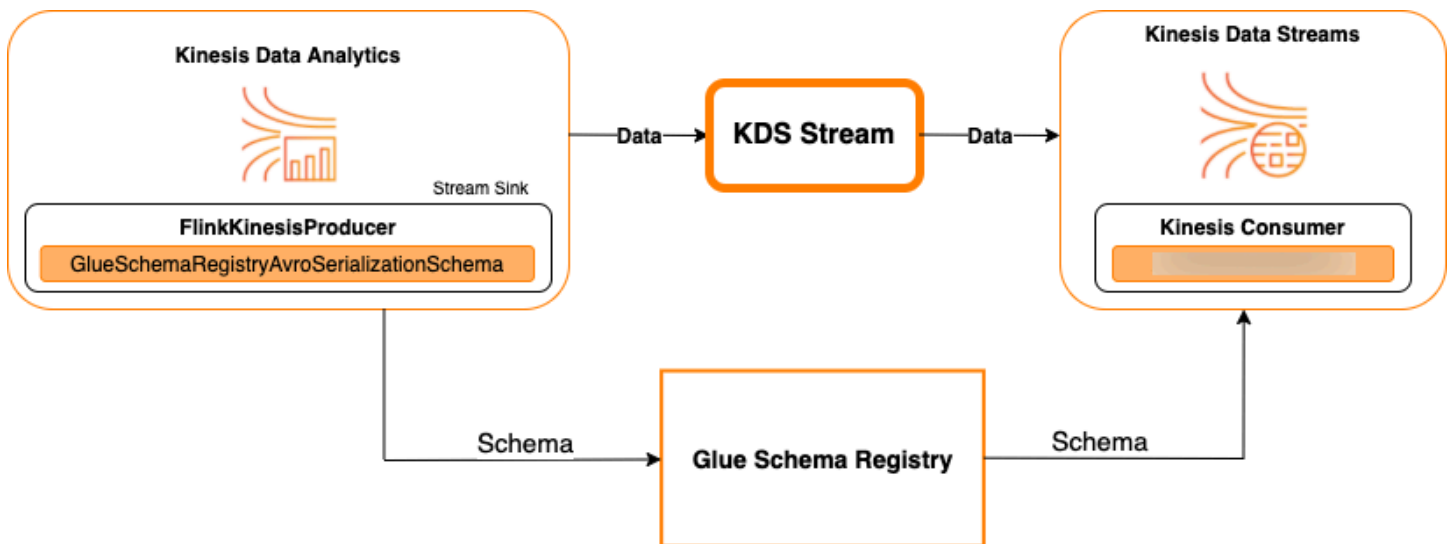 Kinesis Data Analytics
Stream Sink
FlinkKinesisProducer
GlueSchemaRegistryAvroSerializationSchema
Data
KDS Stream
Data
Kinesis Data Streams
Kinesis Consumer
Schema
Glue Schema Registry
Schema